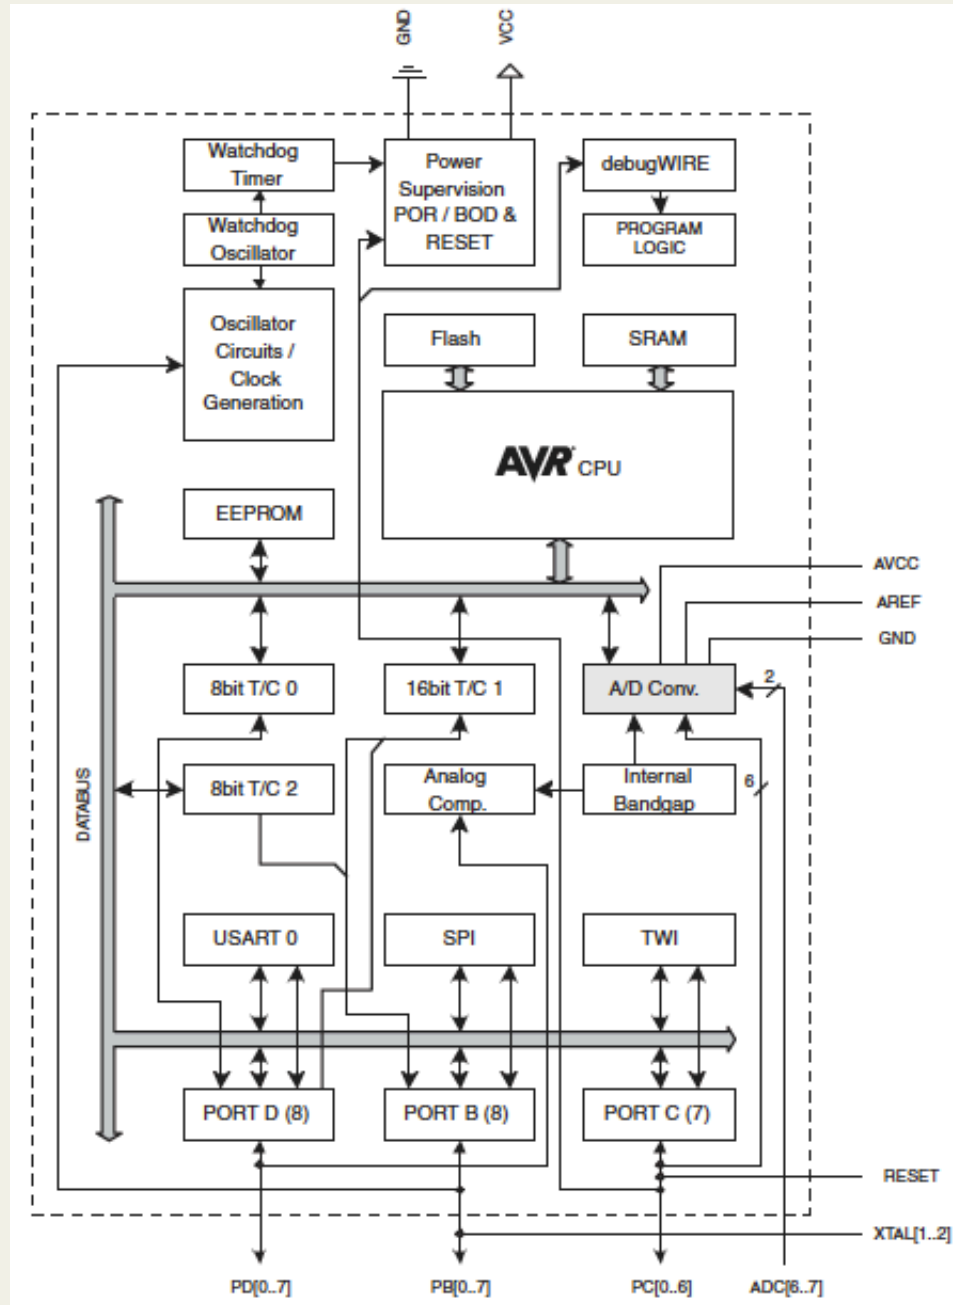 GND
VCC
Watchdog
Timer
Power
Supervision
POR / BOD &
RESET
debugWIRE
Watchdog
Oscillator
PROGRAM
LOGIC
Oscillator
Circuits /
Clock
Generation
Flash
SRAM
AVR CPU
EEPROM
AVCC
AREF
GND
8bit T/C 0
16bit T/C 1
A/D Conv.
2
DATABUS
8bit T/C 2
Analog
Comp.
Internal
Bandgap
6
USART 0
SPI
TWI
PORT D (8)
PORT B (8)
PORT C (7)
RESET
XTAL[1..2]
PD[0..7]
PB[0..7]
PC[0..6]
ADC[6..7]